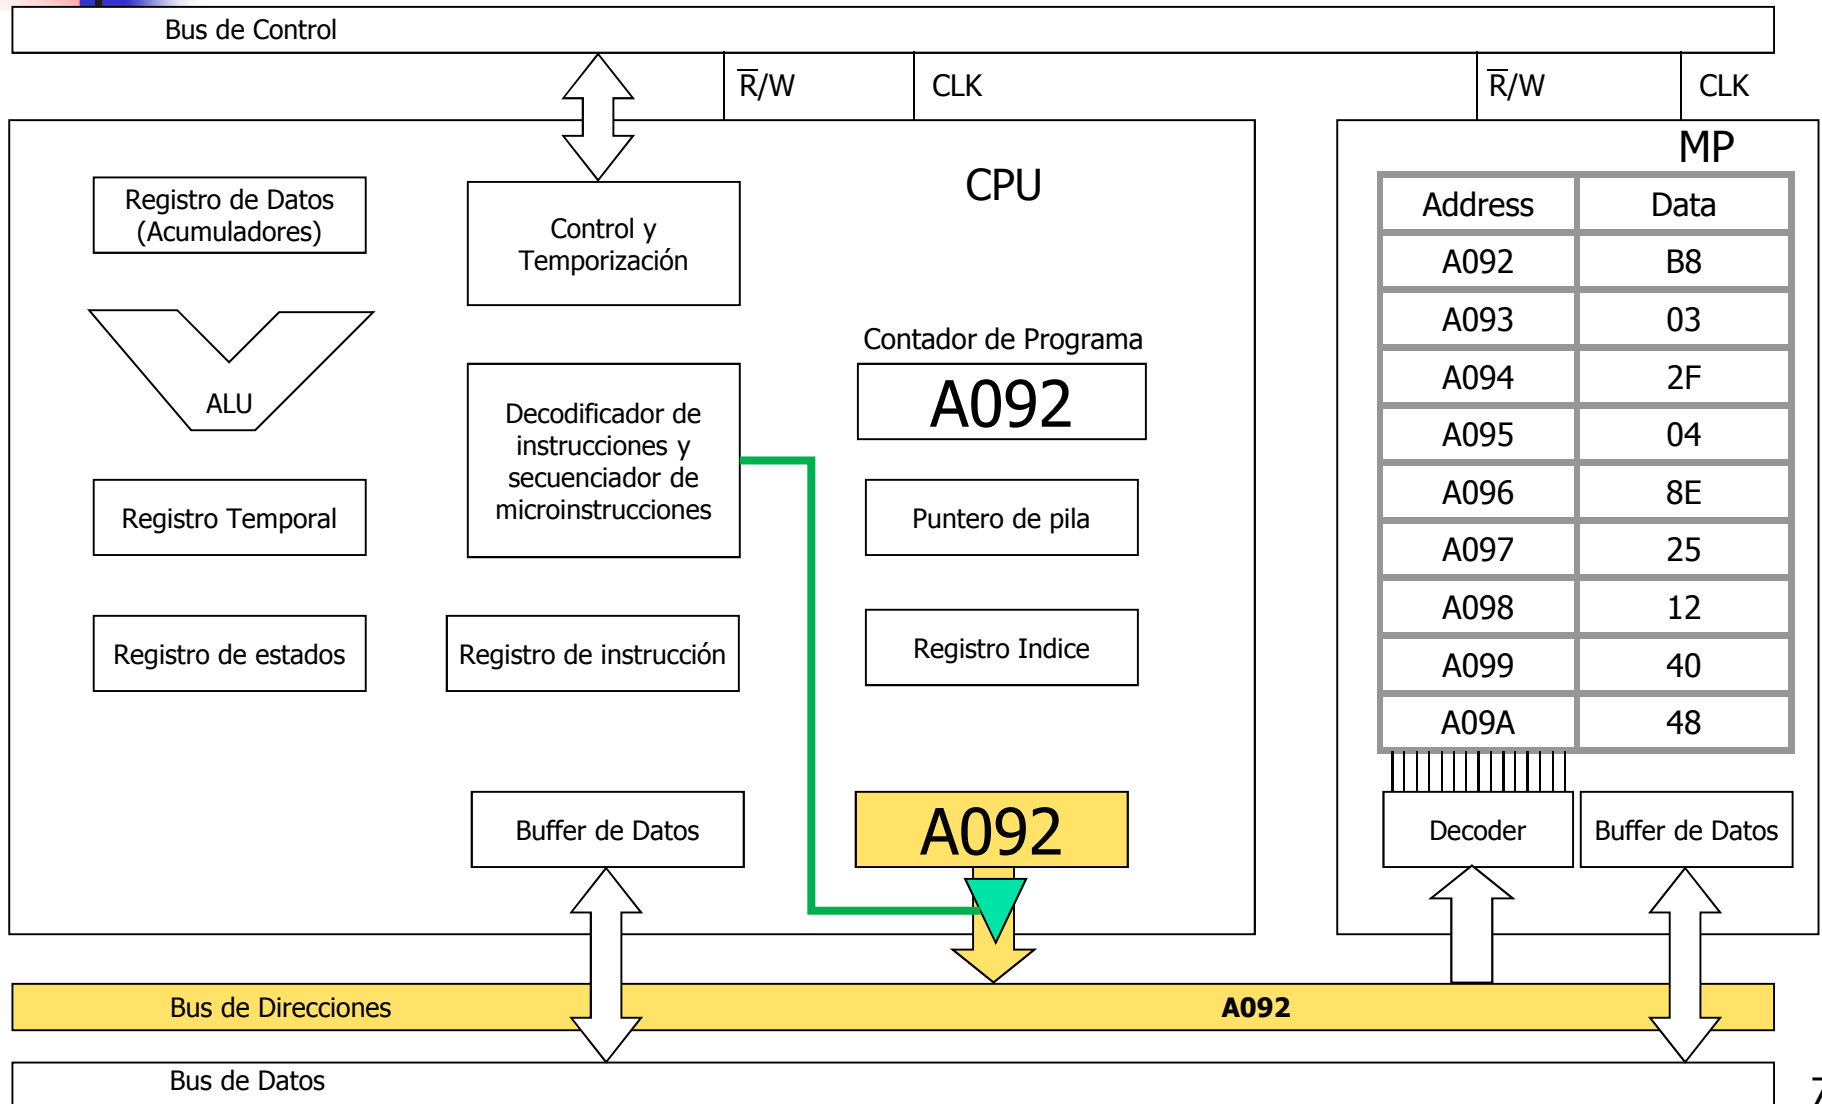 Bus de Control
R̅/W
CLK
R̅/W
CLK
CPU
MP
Registro de Datos
(Acumuladores)
Control y
Temporización
ALU
Decodificador de
instrucciones y
secuenciador de
microinstrucciones
Contador de Programa
A092
Registro Temporal
Puntero de pila
Registro de estados
Registro de instrucción
Registro Indice
Buffer de Datos
A092
Address Data
A092 B8
A093 03
A094 2F
A095 04
A096 8E
A097 25
A098 12
A099 40
A09A 48
Decoder
Buffer de Datos
Bus de Direcciones
A092
Bus de Datos